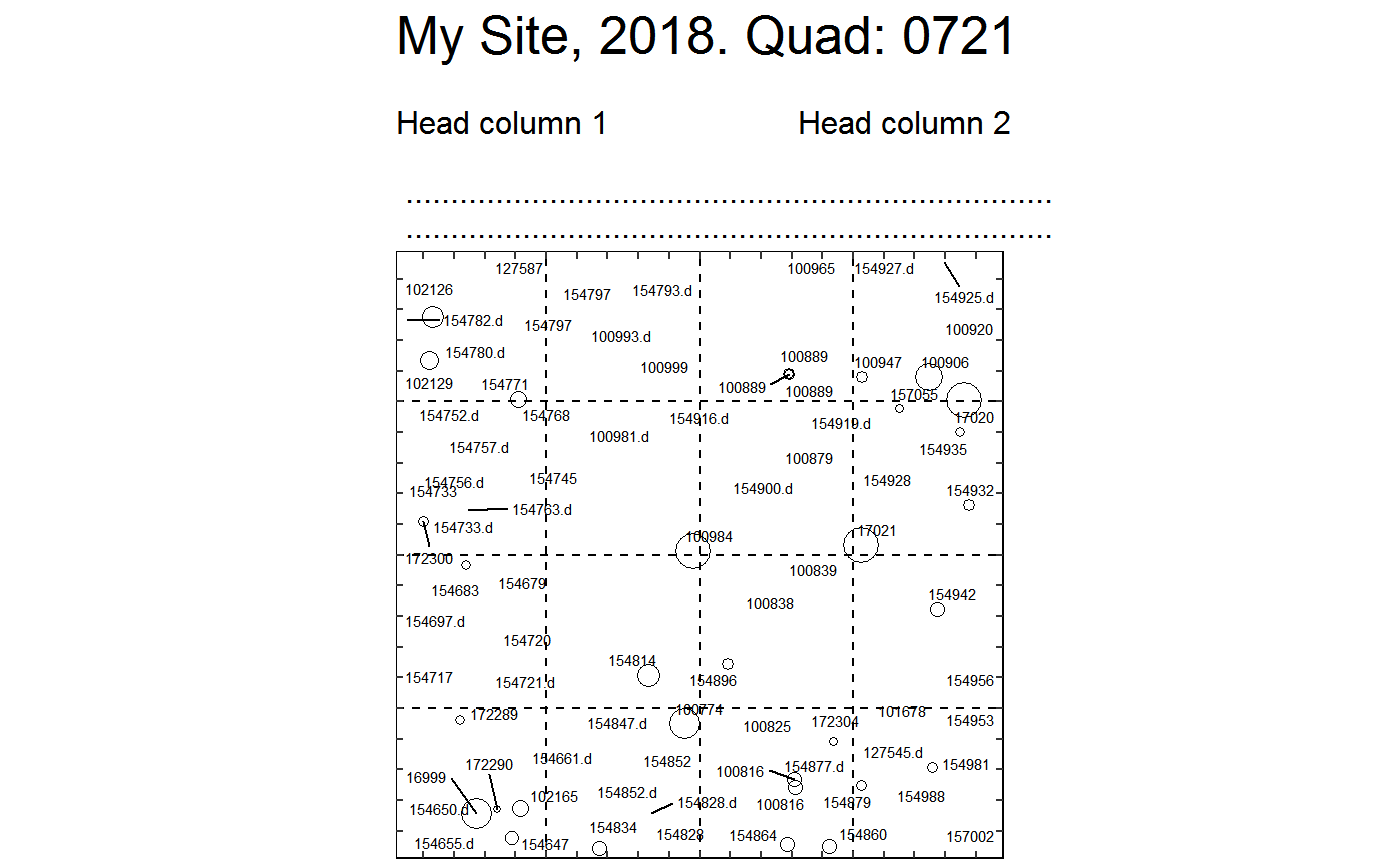 My Site, 2018. Quad: 0721
Head column 1 Head column 2
......................................................................
......................................................................
127587 100965 154927.d
102126 154797 154793.d 154925.d
154782.d 154797 100993.d 100920
154780.d 100999 100889 100947 100906
102129 154771 100889 100889 157055
154752.d 154768 154916.d 154919.d 17020
154757.d 100981.d 100879 154935
154756.d 154745 154900.d 154928
154733 154932
154763.d
154733.d 100984 17021
172300 100839
154683 154679 100838 154942
154697.d
154720
154814
154717 154721.d 154896 154956
172289 154847.d 100774 100825 172304 101678 154953
172290 154661.d 154852 100816 154877.d 127545.d 154981
16999
154650.d 102165 154852.d 154828.d 100816 154879 154988
154655.d 154647 154834 154828 154864 154860 157002